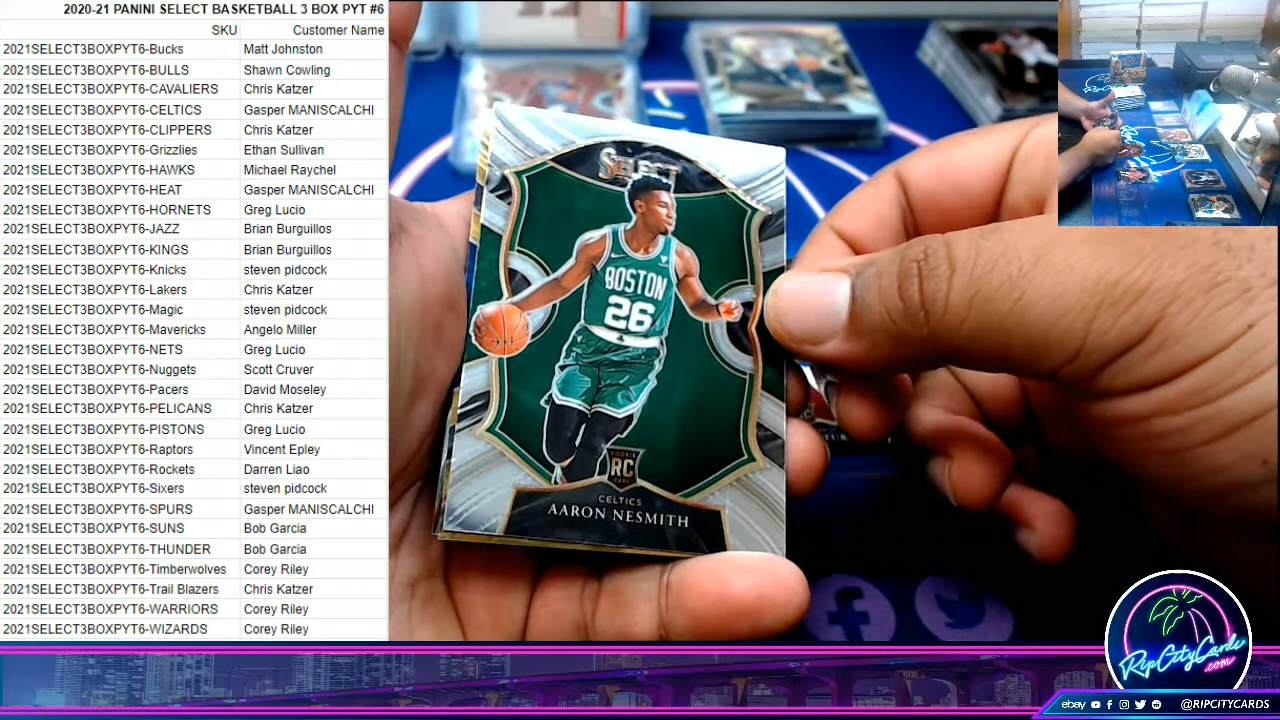 2020-21 PANINI SELECT BASKETBALL 3 BOX PYT #6
SKU Customer Name
2021SELECT3BOXPYT6-Bucks Matt Johnston
2021SELECT3BOXPYT6-BULLS Shawn Cowling
2021SELECT3BOXPYT6-CAVALIERS Chris Katzer
2021SELECT3BOXPYT6-CELTICS Gasper MANISCALCHI
2021SELECT3BOXPYT6-CLIPPERS Chris Katzer
2021SELECT3BOXPYT6-Grizzlies Ethan Sullivan
2021SELECT3BOXPYT6-HAWKS Michael Raychel
2021SELECT3BOXPYT6-HEAT Gasper MANISCALCHI
2021SELECT3BOXPYT6-HORNETS Greg Lucio
2021SELECT3BOXPYT6-JAZZ Brian Burguillos
2021SELECT3BOXPYT6-KINGS Brian Burguillos
2021SELECT3BOXPYT6-Knicks steven pidcock
2021SELECT3BOXPYT6-Lakers Chris Katzer
2021SELECT3BOXPYT6-Magic steven pidcock
2021SELECT3BOXPYT6-Mavericks Angelo Miller
2021SELECT3BOXPYT6-NETS Greg Lucio
2021SELECT3BOXPYT6-Nuggets Scott Cruver
2021SELECT3BOXPYT6-Pacers David Moseley
2021SELECT3BOXPYT6-PELICANS Chris Katzer
2021SELECT3BOXPYT6-PISTONS Greg Lucio
2021SELECT3BOXPYT6-Raptors Vincent Epley
2021SELECT3BOXPYT6-Rockets Darren Liao
2021SELECT3BOXPYT6-Sixers steven pidcock
2021SELECT3BOXPYT6-SPURS Gasper MANISCALCHI
2021SELECT3BOXPYT6-SUNS Bob Garcia
2021SELECT3BOXPYT6-THUNDER Bob Garcia
2021SELECT3BOXPYT6-Timberwolves Corey Riley
2021SELECT3BOXPYT6-Trail Blazers Chris Katzer
2021SELECT3BOXPYT6-WARRIORS Corey Riley
2021SELECT3BOXPYT6-WIZARDS Corey Riley
SELECT
BOSTON
26
ROOKIE
RC
CARD
CELTICS
AARON NESMITH
RipCityCards
.com
ebay @RIPCITYCARDS